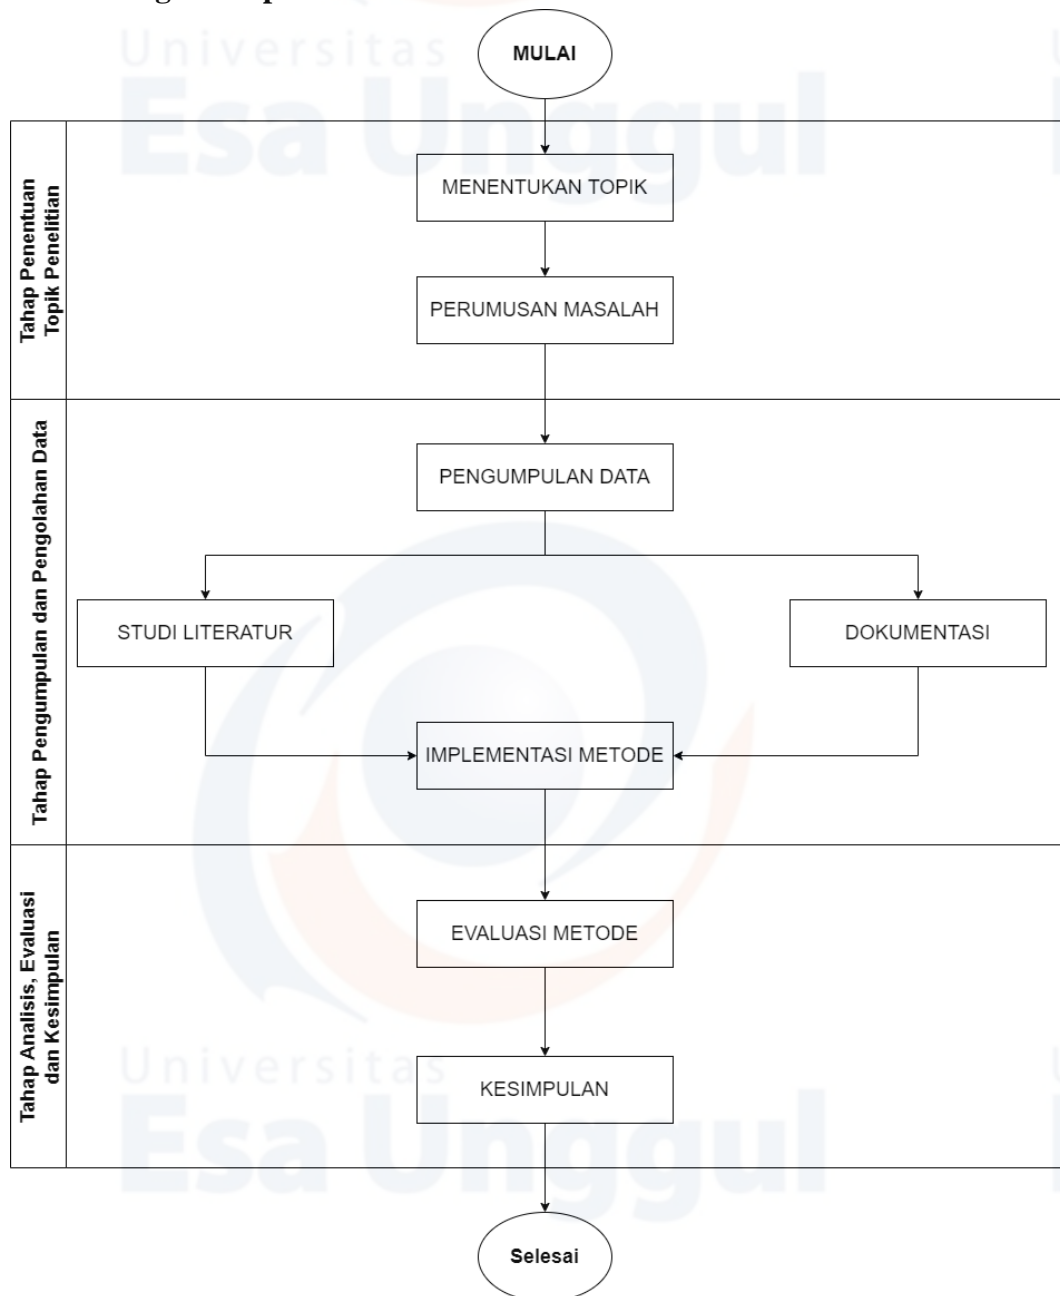 Universitas
Esa Unggul
MULAI
Tahap Penentuan
Topik Penelitian
MENENTUKAN TOPIK
PERUMUSAN MASALAH
Tahap Pengumpulan dan Pengolahan Data
PENGUMPULAN DATA
STUDI LITERATUR
DOKUMENTASI
IMPLEMENTASI METODE
Tahap Analisis, Evaluasi
dan Kesimpulan
EVALUASI METODE
KESIMPULAN
Universitas
Esa Unggul
Selesai